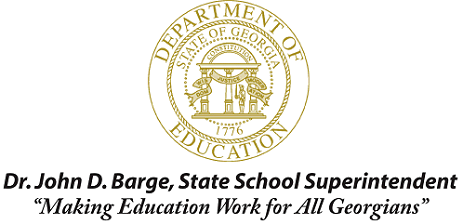 DEPARTMENT OF
STATE OF GEORGIA
CONSTITUTION
1776
EDUCATION
Dr. John D. Barge, State School Superintendent
“Making Education Work for All Georgians”